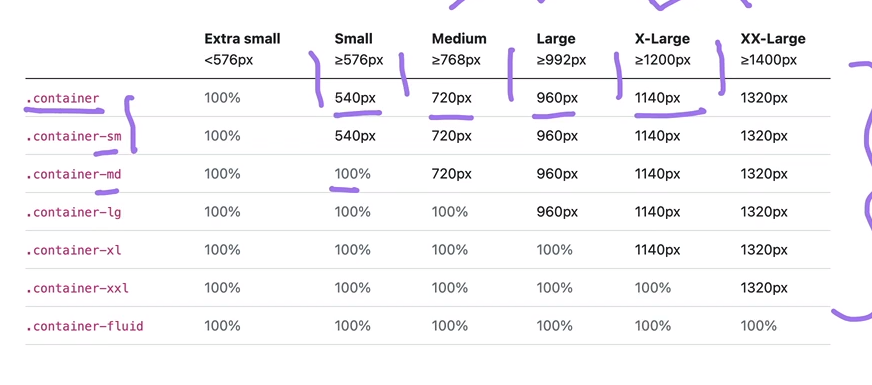 Extra small Small Medium Large X-Large XX-Large
<576px ≥576px ≥768px ≥992px ≥1200px ≥1400px
.container 100% 540px 720px 960px 1140px 1320px
.container-sm 100% 540px 720px 960px 1140px 1320px
.container-md 100% 100% 720px 960px 1140px 1320px
.container-lg 100% 100% 100% 960px 1140px 1320px
.container-xl 100% 100% 100% 100% 1140px 1320px
.container-xxl 100% 100% 100% 100% 100% 1320px
.container-fluid 100% 100% 100% 100% 100% 100%